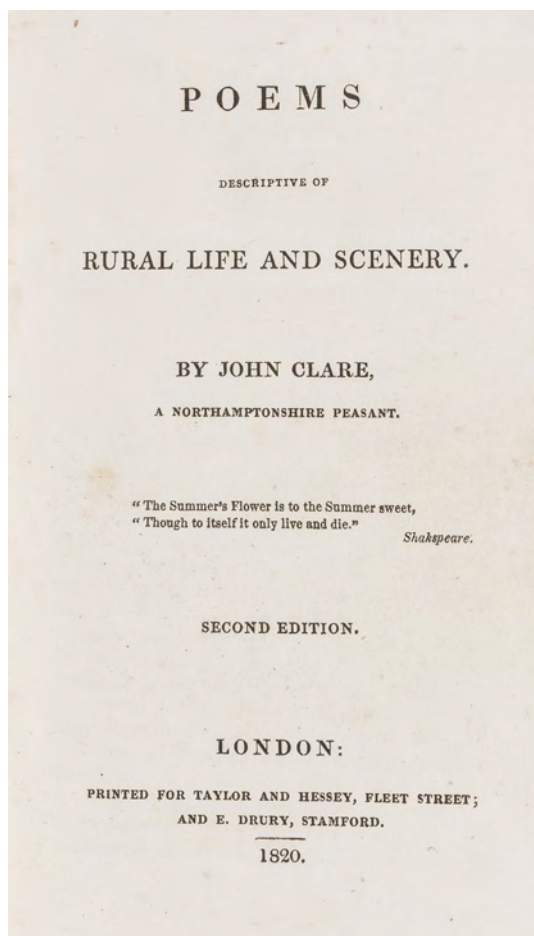 POEMS
DESCRIPTIVE OF
RURAL LIFE AND SCENERY.
BY JOHN CLARE,
A NORTHAMPTONSHIRE PEASANT.
“ The Summer's Flower is to the Summer sweet,
“ Though to itself it only live and die.”
Shakspeare.
SECOND EDITION.
LONDON:
PRINTED FOR TAYLOR AND HESSEY, FLEET STREET;
AND E. DRURY, STAMFORD.
1820.